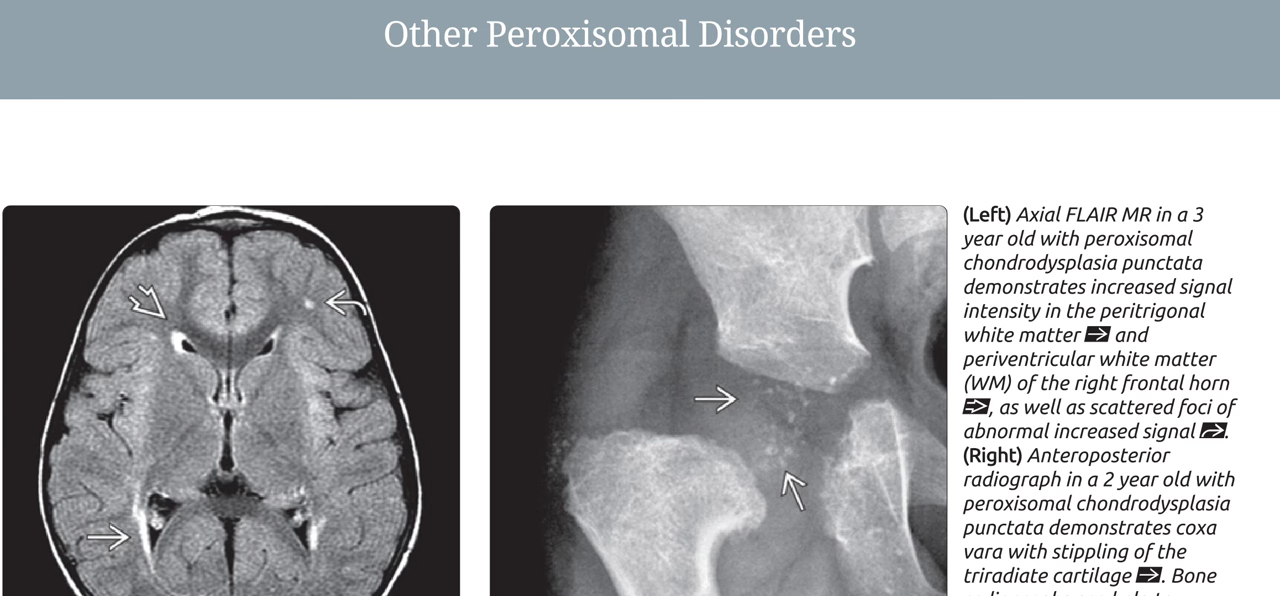 Other Peroxisomal Disorders
(Left) Axial FLAIR MR in a 3
year old with peroxisomal
chondrodysplasia punctata
demonstrates increased signal
intensity in the peritrigonal
white matter and
periventricular white matter
(WM) of the right frontal horn
, as well as scattered foci of
abnormal increased signal .
(Right) Anteroposterior
radiograph in a 2 year old with
peroxisomal chondrodysplasia
punctata demonstrates coxa
vara with stippling of the
triradiate cartilage . Bone